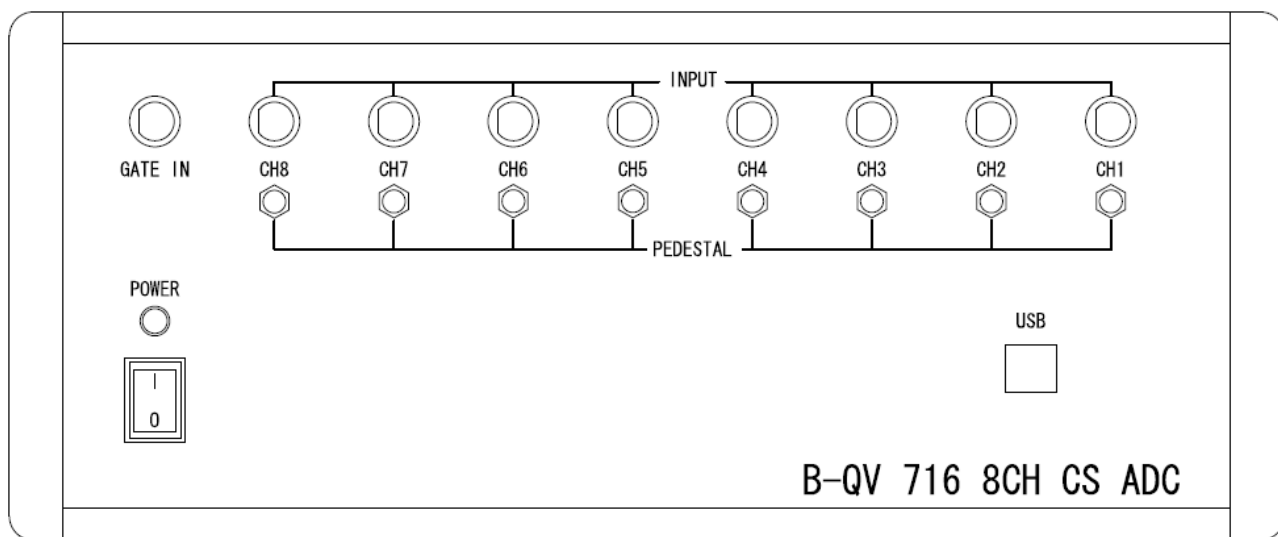 INPUT
GATE IN CH8 CH7 CH6 CH5 CH4 CH3 CH2 CH1
PEDESTAL
POWER
USB
I
0
B-QV 716 8CH CS ADC